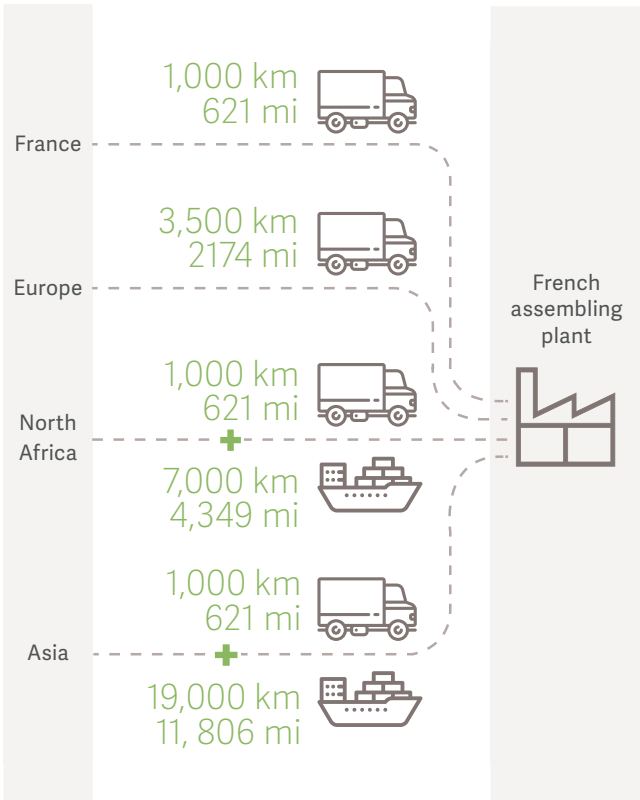 1,000 km
621 mi
France
3,500 km
2174 mi
Europe
French
assembling
plant
1,000 km
621 mi
North
Africa
7,000 km
4,349 mi
1,000 km
621 mi
Asia
19,000 km
11, 806 mi